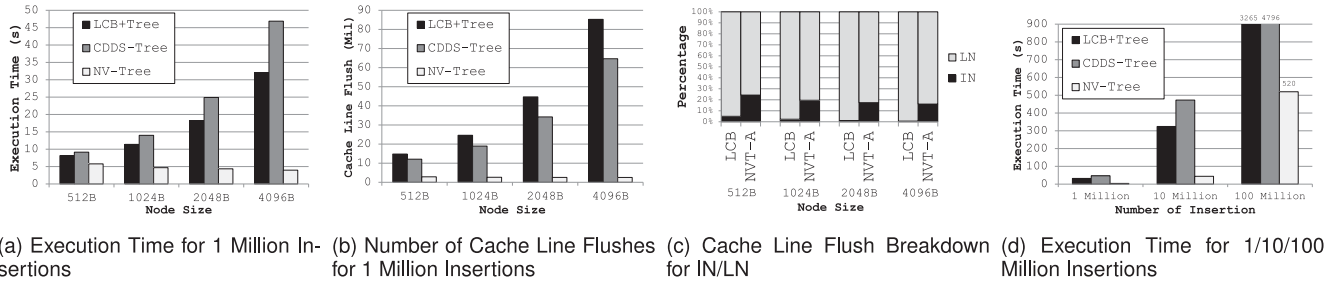 Execution Time (s)
50
45
40
35
30
25
20
15
10
5
0
LCB+Tree
CDDS-Tree
NV-Tree
512B 1024B 2048B 4096B
Node Size
(a) Execution Time for 1 Million In-
sertions
Cache Line Flush (Mil)
90
80
70
60
50
40
30
20
10
0
LCB+Tree
CDDS-Tree
NV-Tree
512B 1024B 2048B 4096B
Node Size
(b) Number of Cache Line Flushes
for 1 Million Insertions
Percentage
100%
90%
80%
70%
60%
50%
40%
30%
20%
10%
0%
LN
IN
LCB NVT-A LCB NVT-A LCB NVT-A LCB NVT-A
512B 1024B 2048B 4096B
Node Size
(c) Cache Line Flush Breakdown
for IN/LN
Execution Time (s)
900
800
700
600
500
400
300
200
100
0
3265 4796
520
LCB+Tree
CDDS-Tree
NV-Tree
1 Million 10 Million 100 Million
Number of Insertion
(d) Execution Time for 1/10/100
Million Insertions